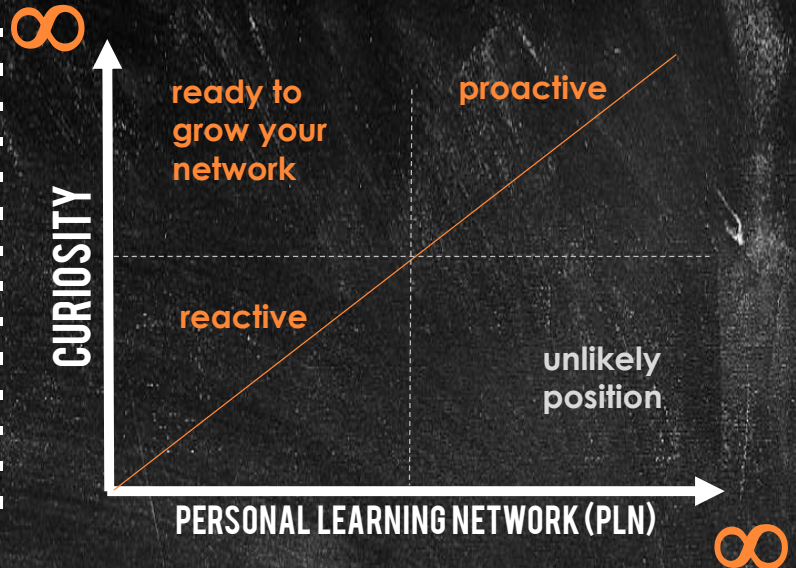 ∞
ready to
grow your
network
proactive
CURIOSITY
reactive
unlikely
position
PERSONAL LEARNING NETWORK (PLN)
∞